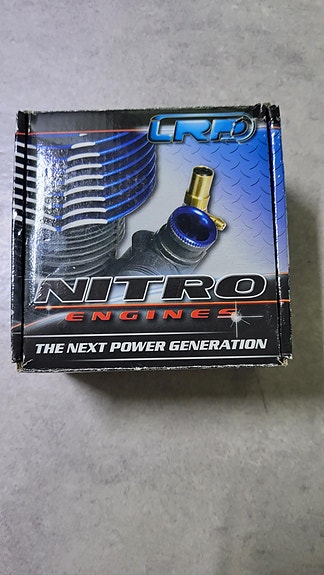 LRP
NITRO
ENGINES
THE NEXT POWER GENERATION